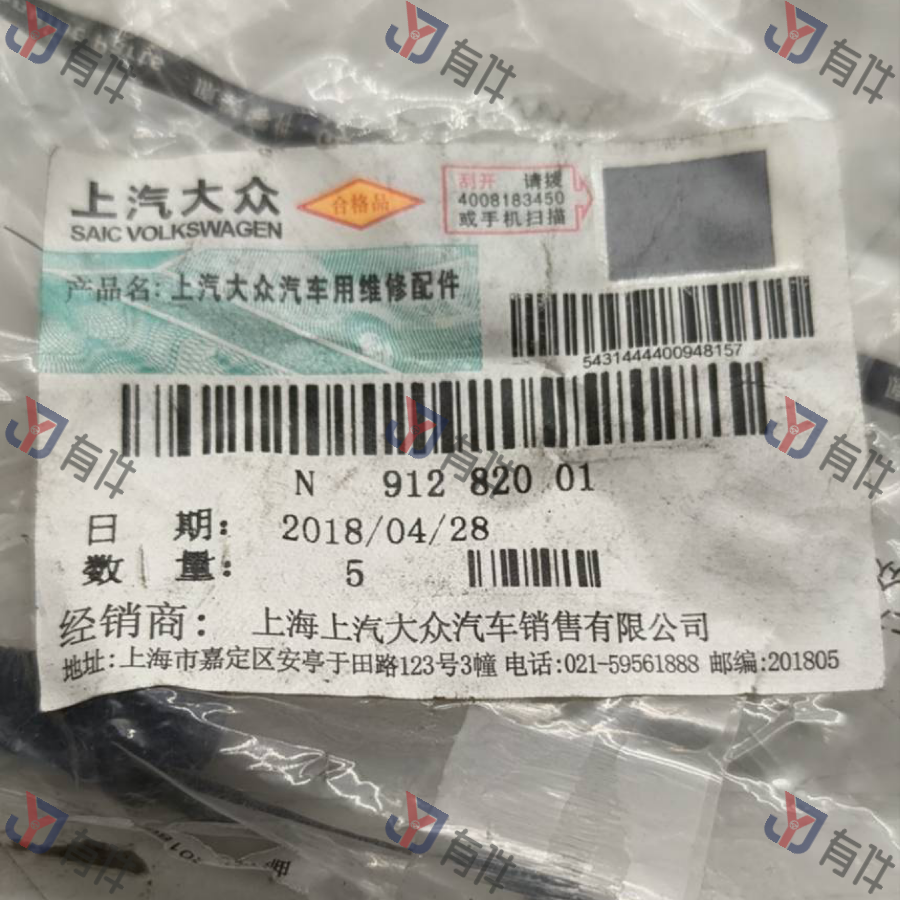 有件
有件
有件
上汽大众
SAIC VOLKSWAGEN
合格品
刮开 请拨
4008183450
或手机扫描
产品名: 上汽大众汽车用维修配件
5431444400948157
有件
有件
有件
N 912 820 01
日 期: 2018/04/28
数 量: 5
经销商: 上海上汽大众汽车销售有限公司
地址: 上海市嘉定区安亭于田路123号3幢 电话:021-59561888 邮编:201805
有件
有件
有件